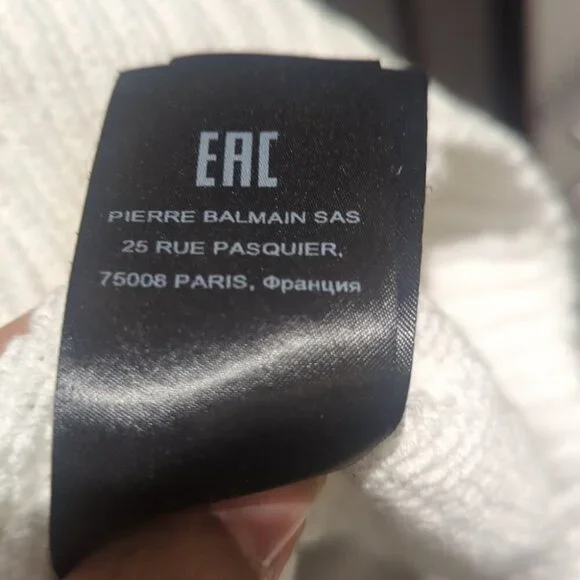 EAC
PIERRE BALMAIN SAS
25 RUE PASQUIER,
75008 PARIS, Франция